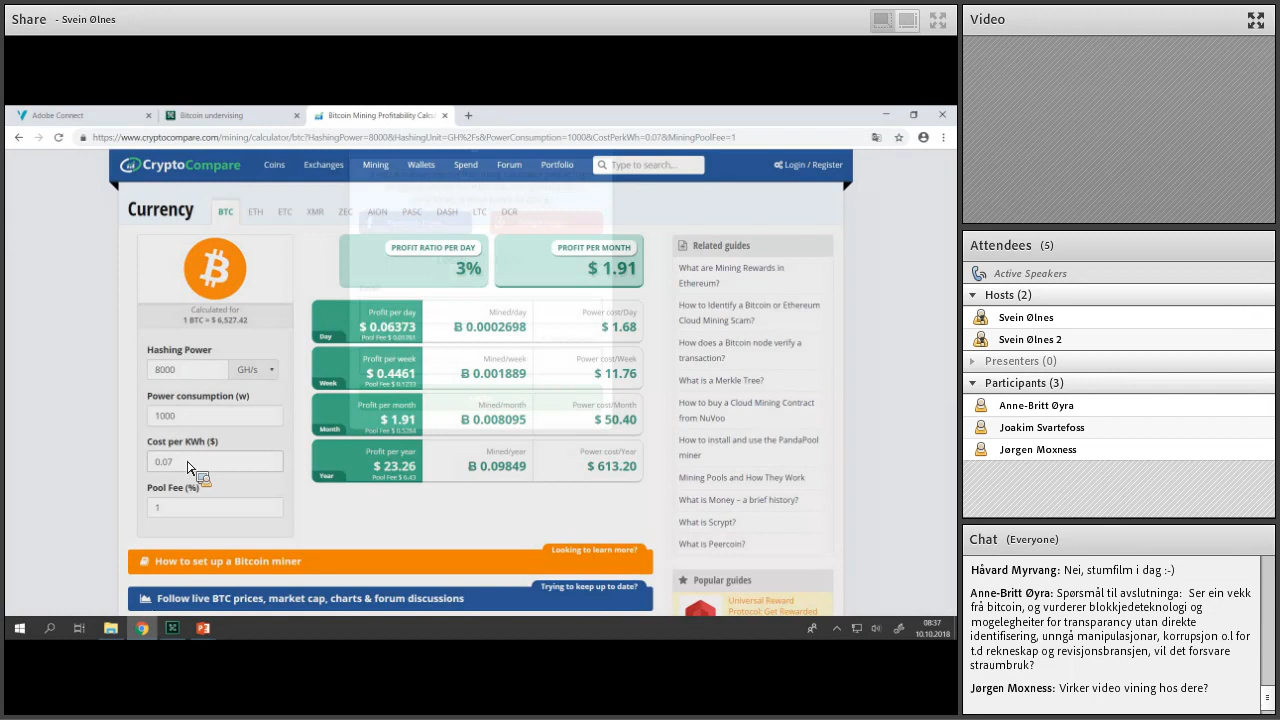 Share - Svein Ølnes
Video
Adobe Connect
Bitcoin undervising
Bitcoin Mining Profitability Calcu
https://www.cryptocompare.com/mining/calculator/btc?HashingPower=8000&HashingUnit=GH%2Fs&PowerConsumption=1000&CostPerkWh=0.07&MiningPoolFee=1
CryptoCompare Coins Exchanges Mining Wallets Spend Forum Portfolio Type to search... Login / Register
Currency BTC ETH ETC XMR ZEC AION PASC DASH LTC DCR
Calculated for
1 BTC = $ 6,527.42
Hashing Power
8000 GH/s
Power consumption (w)
1000
Cost per KWh ($)
0.07
Pool Fee (%)
1
PROFIT RATIO PER DAY
3%
PROFIT PER MONTH
$ 1.91
Profit per day Mined/day Power cost/Day
$ 0.06373 Ƀ 0.0002698 $ 1.68
Day
Profit per week Mined/week Power cost/Week
$ 0.4461 Ƀ 0.001889 $ 11.76
Week Pool Fee $ 0.1233
Profit per month Mined/month Power cost/Month
$ 1.91 Ƀ 0.008095 $ 50.40
Month Pool Fee $ 0.5284
Profit per year Mined/year Power cost/Year
$ 23.26 Ƀ 0.09849 $ 613.20
Year Pool Fee $ 6.43
Related guides
What are Mining Rewards in
Ethereum?
How to Identify a Bitcoin or Ethereum
Cloud Mining Scam?
How does a Bitcoin node verify a
transaction?
What is a Merkle Tree?
How to buy a Cloud Mining Contract
from NuVoo
How to install and use the PandaPool
miner
Mining Pools and How They Work
What is Money – a brief history?
What is Scrypt?
What is Peercoin?
Popular guides
Universal Reward
Protocol: Get Rewarded
Looking to learn more?
How to set up a Bitcoin miner
Trying to keep up to date?
Follow live BTC prices, market cap, charts & forum discussions
08:37
10.10.2018
Attendees
Active Speakers
Hosts (2)
Svein Ølnes
Svein Ølnes 2
Presenters (0)
Participants (3)
Anne-Britt Øyra
Joakim Svartefoss
Jørgen Moxness
Chat (Everyone)
Håvard Myrvang: Nei, stumfilm i dag :-)
Anne-Britt Øyra: Spørsmål til avslutninga: Ser ein vekk
frå bitcoin, og vurderer blokkjedeteknologi og
mogelegheiter for transparancy utan direkte
identifisering, unngå manipulasjonar, korrupsjon o.l for
t.d rekneskap og revisjonsbransjen, vil det forsvare
straumbruk?
Jørgen Moxness: Virker video vining hos dere?